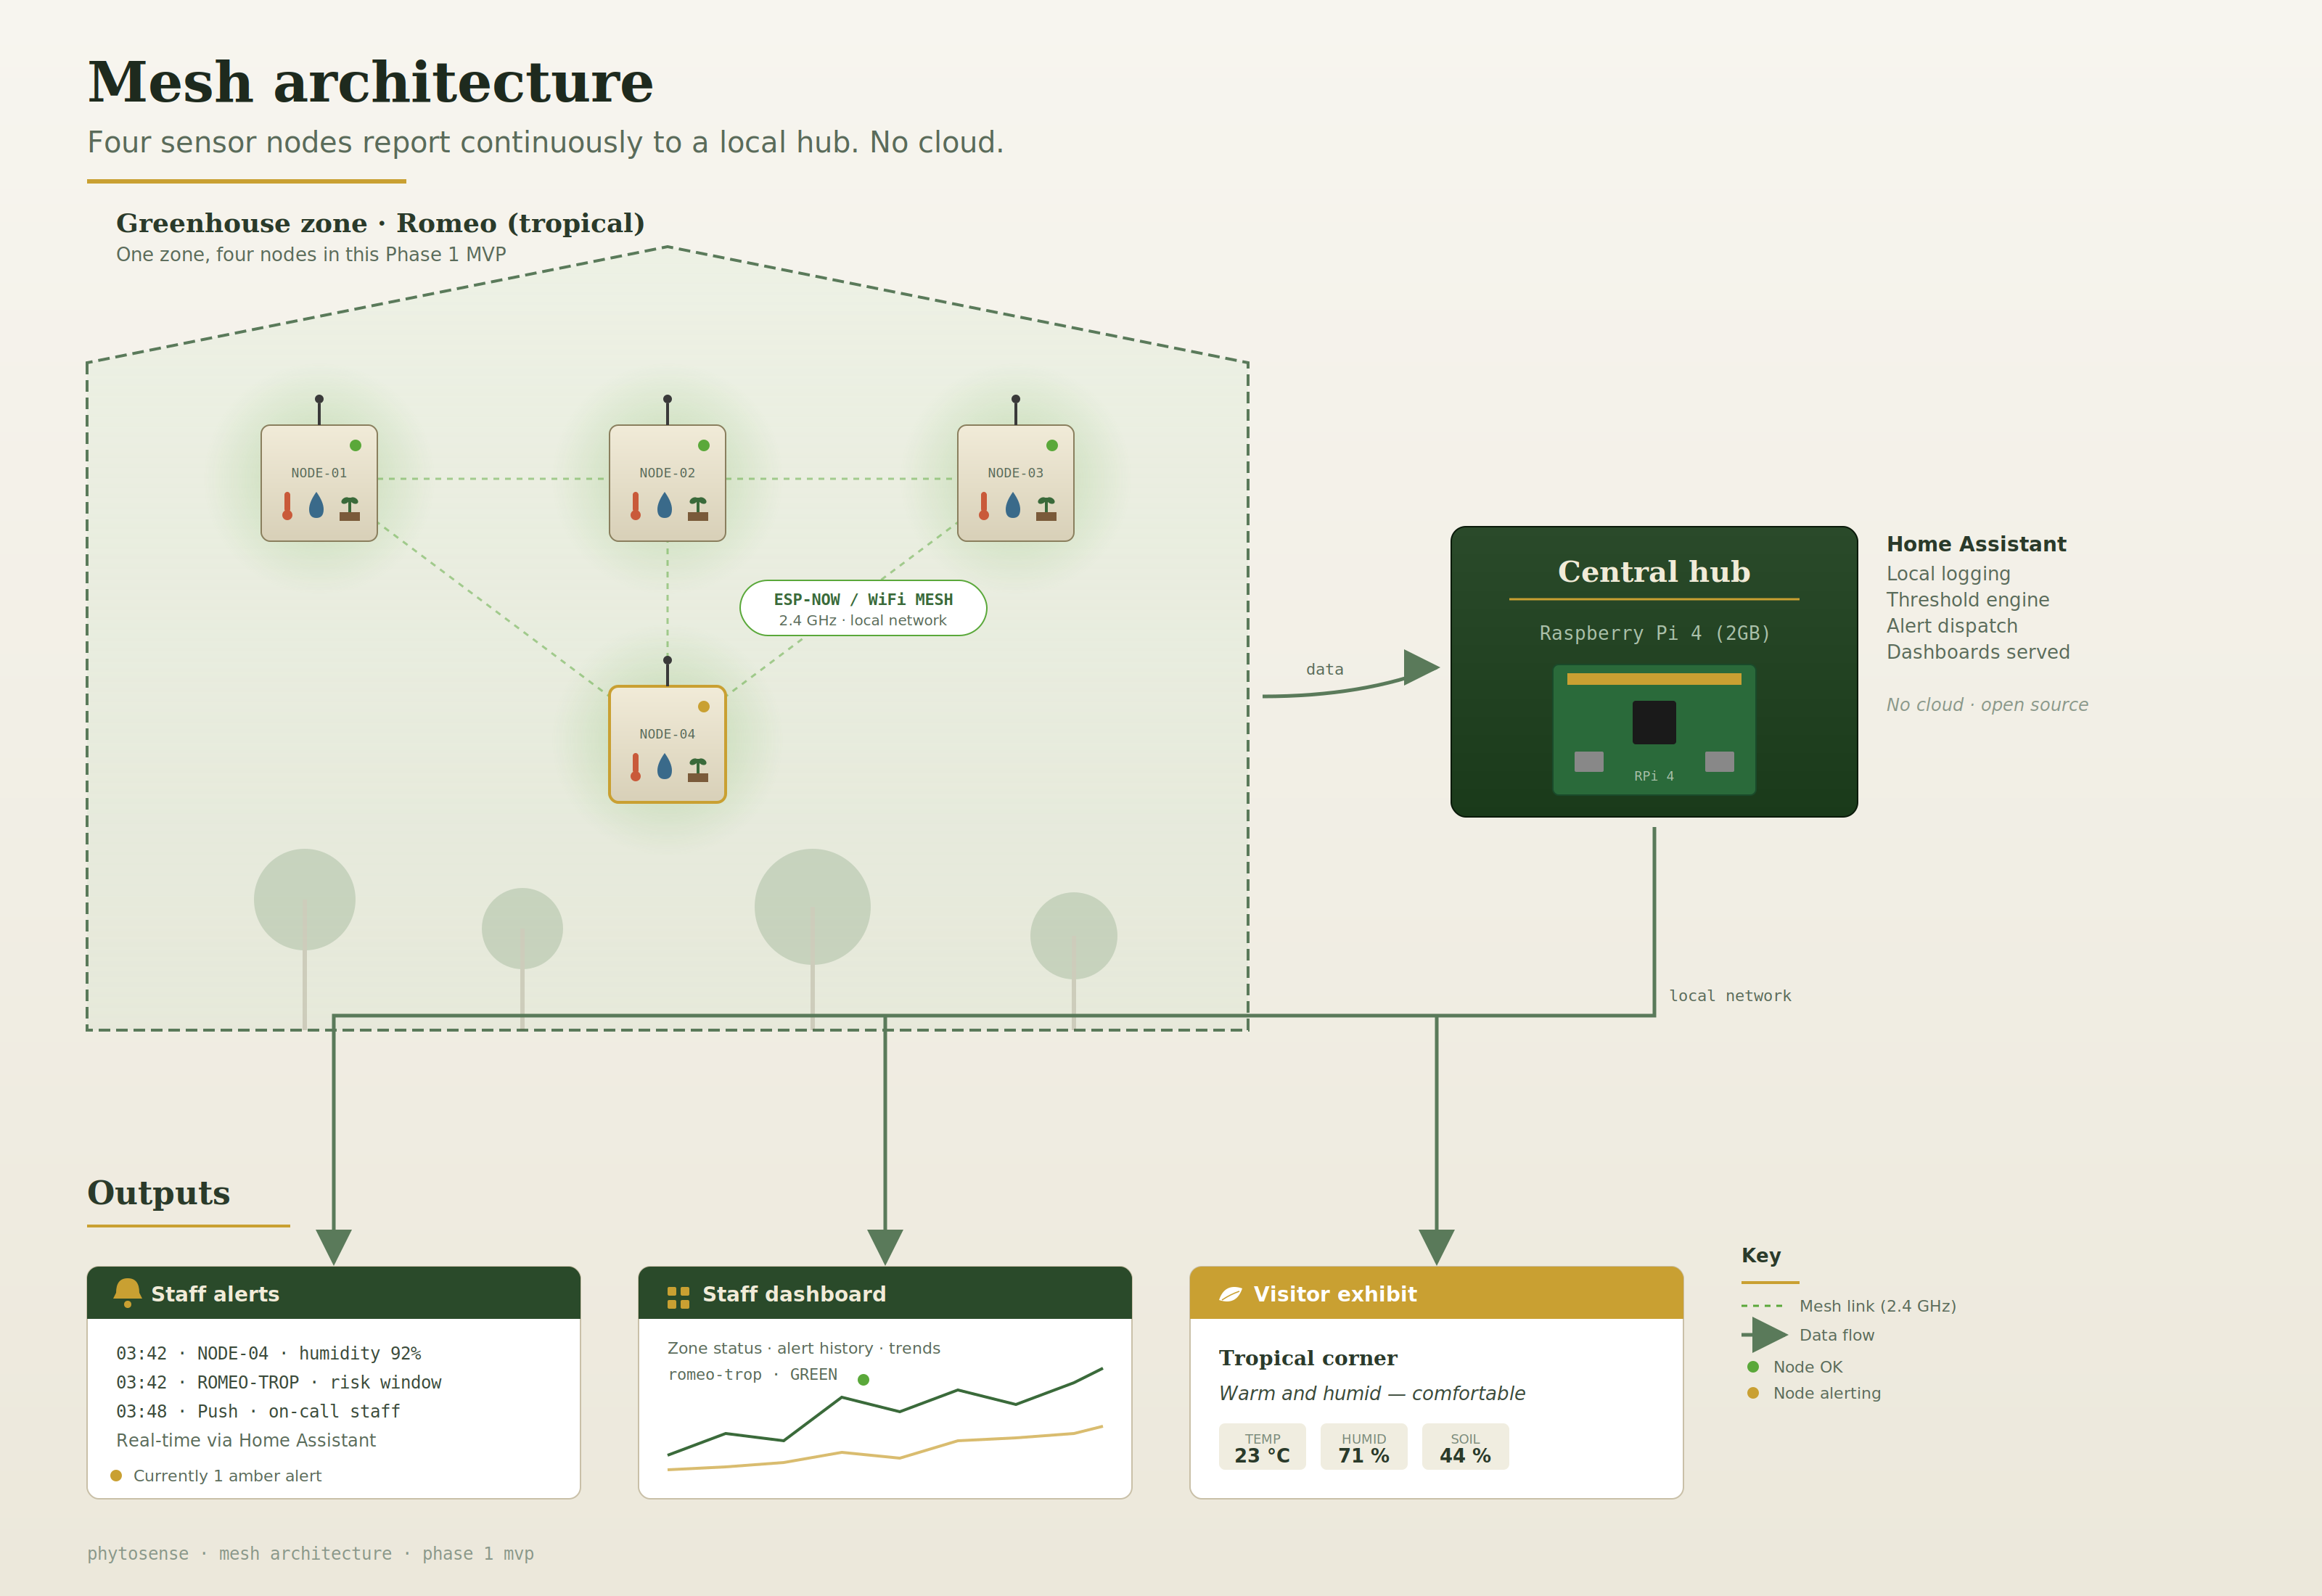 Mesh architecture
Four sensor nodes report continuously to a local hub. No cloud.
Greenhouse zone · Romeo (tropical)
One zone, four nodes in this Phase 1 MVP
NODE-01
NODE-02
NODE-03
ESP-NOW / WiFi MESH
2.4 GHz · local network
NODE-04
data
Central hub
Raspberry Pi 4 (2GB)
RPi 4
Home Assistant
Local logging
Threshold engine
Alert dispatch
Dashboards served
No cloud · open source
local network
Outputs
Staff alerts
03:42 · NODE-04 · humidity 92%
03:42 · ROMEO-TROP · risk window
03:48 · Push · on-call staff
Real-time via Home Assistant
Currently 1 amber alert
Staff dashboard
Zone status · alert history · trends
romeo-trop · GREEN
Visitor exhibit
Tropical corner
Warm and humid — comfortable
TEMP
23 °C
HUMID
71 %
SOIL
44 %
Key
Mesh link (2.4 GHz)
Data flow
Node OK
Node alerting
phytosense · mesh architecture · phase 1 mvp